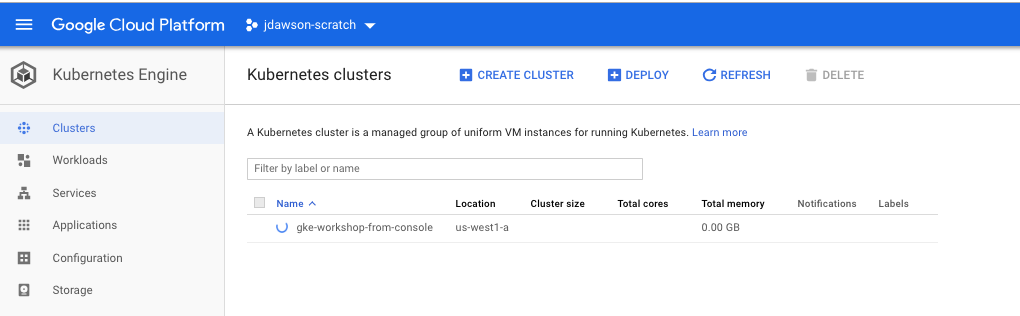 Google Cloud Platform jdawson-scratch
Kubernetes Engine
Kubernetes clusters CREATE CLUSTER DEPLOY REFRESH DELETE
Clusters
Workloads
Services
Applications
Configuration
Storage
A Kubernetes cluster is a managed group of uniform VM instances for running Kubernetes. Learn more
Filter by label or name
Name Location Cluster size Total cores Total memory Notifications Labels
gke-workshop-from-console us-west1-a 0.00 GB